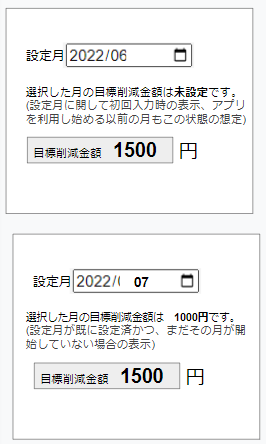 設定月 2022/06
選択した月の目標削減金額は未設定です。
(設定月に関して初回入力時の表示、アプリ
を利用し始める以前の月もこの状態の想定)
目標削減金額 1500 円
設定月 2022/( 07
選択した月の目標削減金額は 1000円です。
(設定月が既に設定済かつ、まだその月が開
始していない場合の表示)
目標削減金額 1500 円